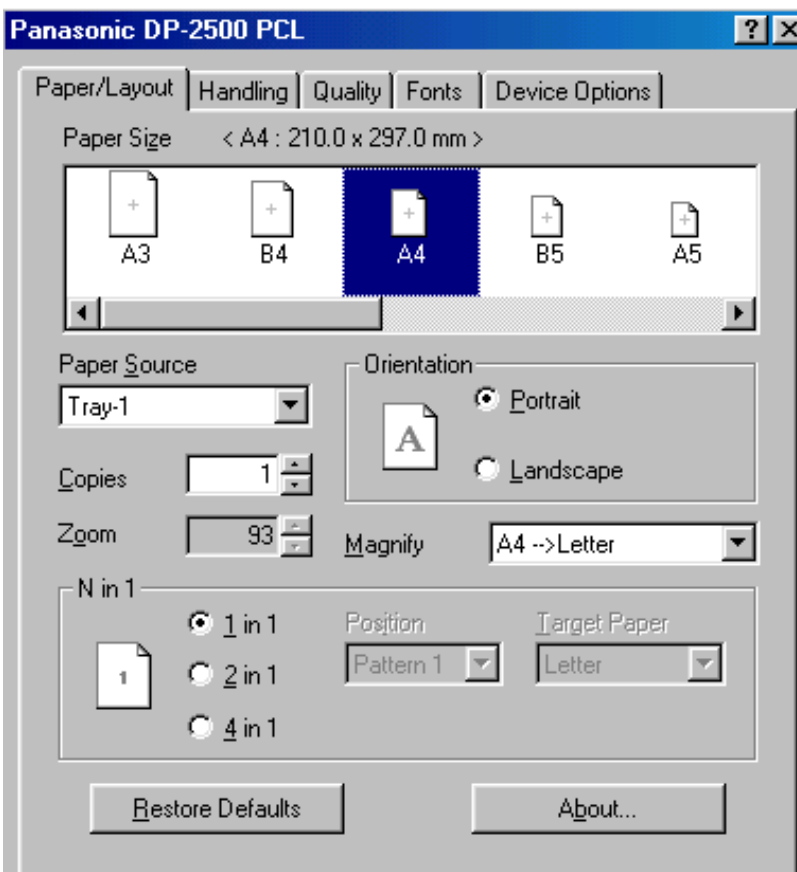 Panasonic DP-2500 PCL
Paper/Layout Handling Quality Fonts Device Options
Paper Size < A4 : 210.0 x 297.0 mm >
A3 B4 A4 B5 A5
Paper Source
Tray-1
Orientation
A
Portrait
Landscape
Copies 1
Zoom 93
Magnify A4 -->Letter
N in 1
1
1 in 1
2 in 1
4 in 1
Position
Pattern 1
Target Paper
Letter
Restore Defaults About...